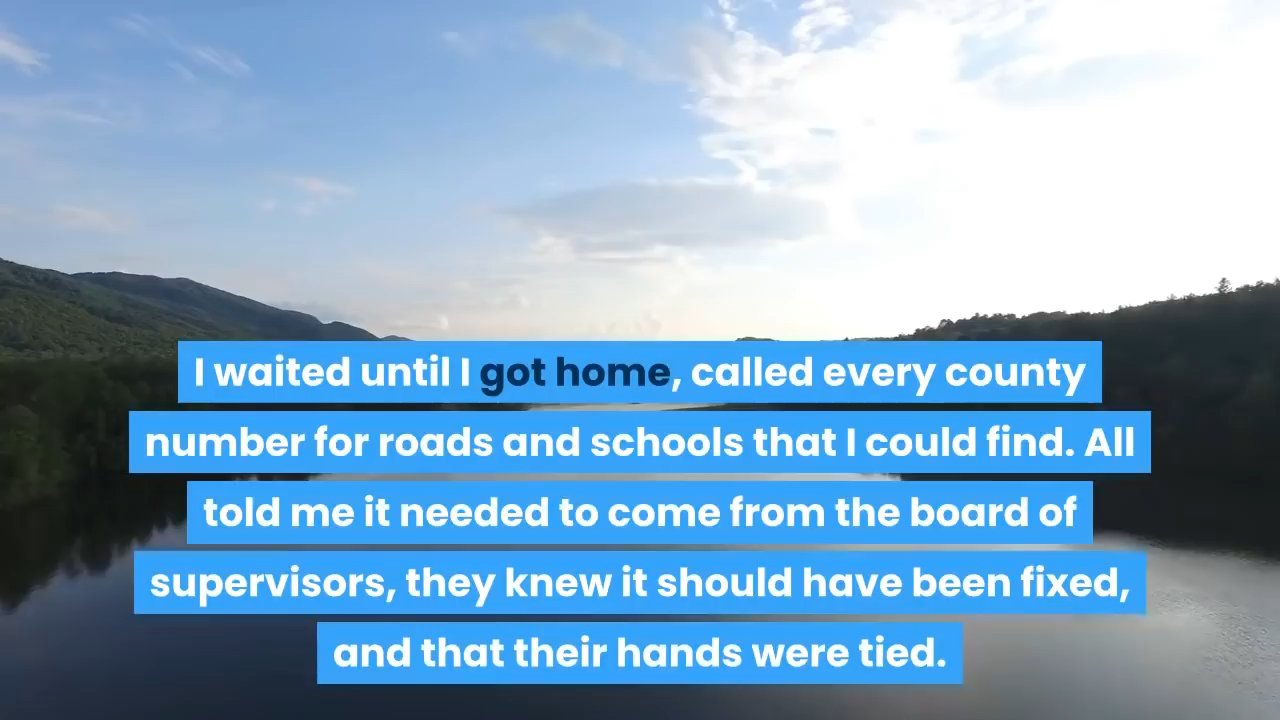 I waited until I got home, called every county
number for roads and schools that I could find. All
told me it needed to come from the board of
supervisors, they knew it should have been fixed,
and that their hands were tied.